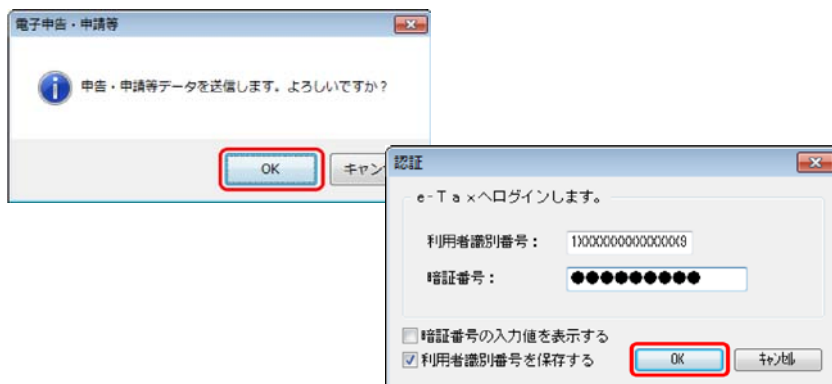 電子申告・申請等
申告・申請等データを送信します。よろしいですか?
OK
キャン
認証
e-Taxへログインします。
利用者識別番号:
1XXXXXXXXXXXXXX9
暗証番号:
●●●●●●●●●
暗証番号の入力値を表示する
利用者識別番号を保存する
OK
キャンセル